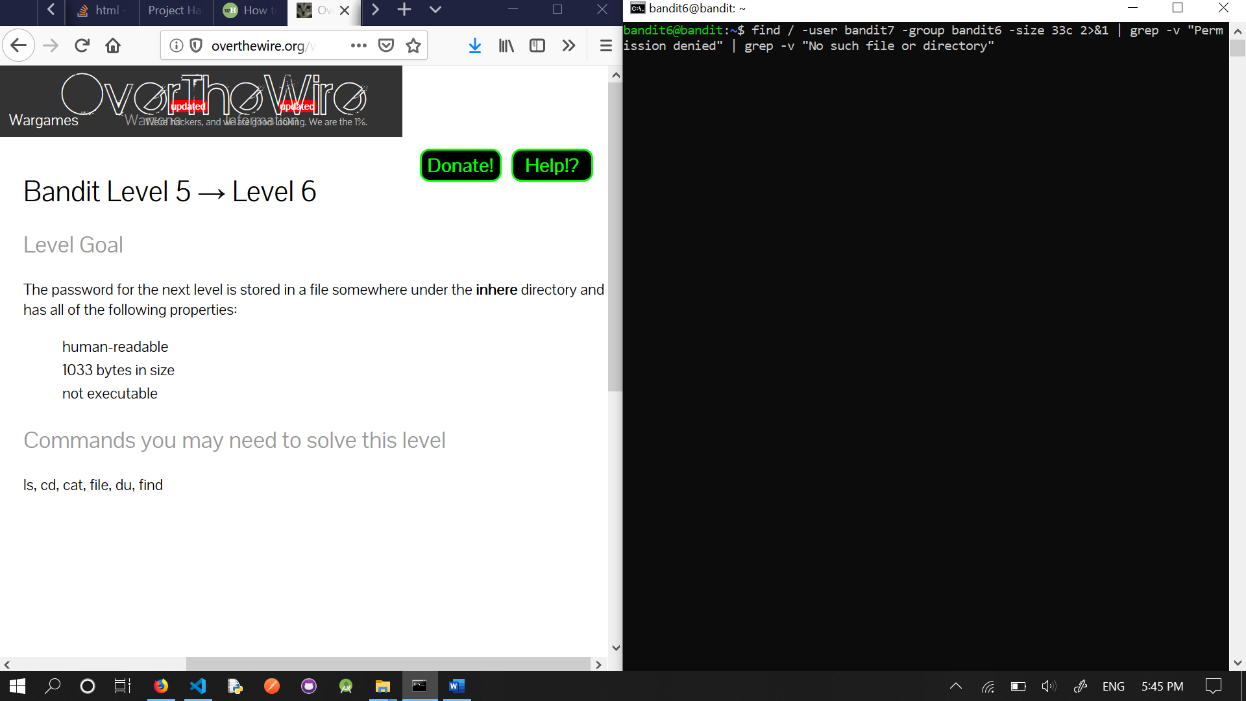 html
Project Ha
How t
Ov
overthewire.org/w
OverTheWire
updated updated
Wargames Information
We're hackers, and we are good-looking. We are the 1%.
Donate! Help!?
Bandit Level 5 → Level 6
Level Goal
The password for the next level is stored in a file somewhere under the inhere directory and
has all of the following properties:
human-readable
1033 bytes in size
not executable
Commands you may need to solve this level
ls, cd, cat, file, du, find
bandit6@bandit: ~
bandit6@bandit:~$ find / -user bandit7 -group bandit6 -size 33c 2>&1 | grep -v "Perm
ission denied" | grep -v "No such file or directory"
ENG 5:45 PM